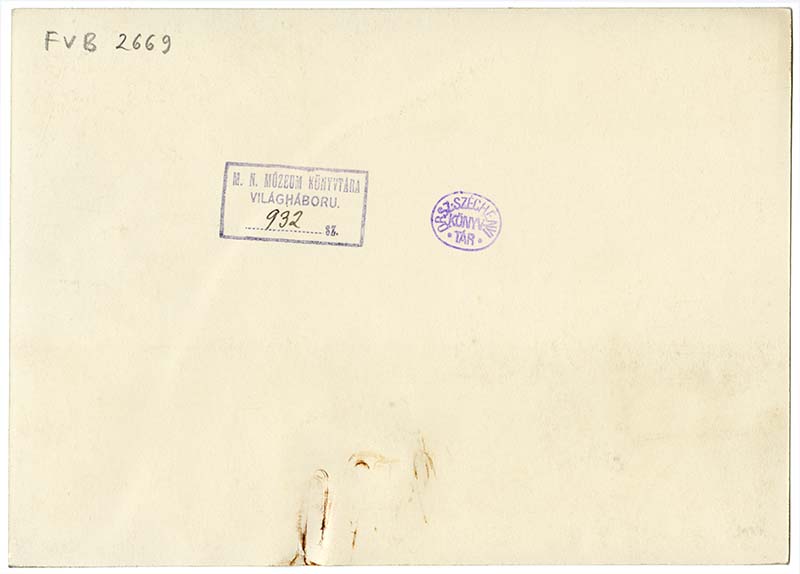 FVB 2669
M. N. MÚZEUM KÖNYVTÁRA
VILÁGHÁBORU.
932 sz.
ORSZ. SZÉCHÉNYI
KÖNYV
TÁR